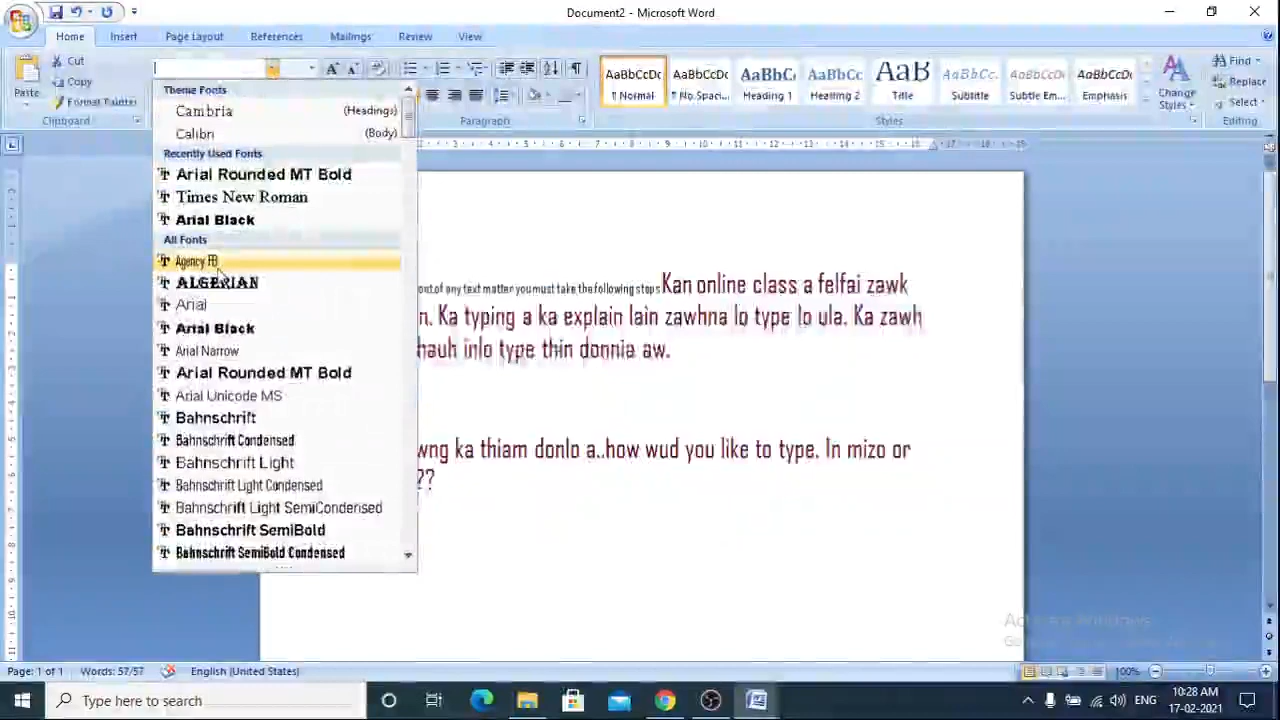 Document2 - Microsoft Word
Home Insert Page Layout References Mailings Review View
Cut
Copy
Format Painter
Paste
Clipboard
Paragraph
AaBbCcDc AaBbCcDc AaBbC AaBbCc AaB AaBbCc. AaBbCcDc AaBbCcDc
¶ Normal ¶ No Spaci... Heading 1 Heading 2 Title Subtitle Subtle Em... Emphasis
Styles
Change
Styles
Find
Replace
Select
Editing
Theme Fonts
Cambria (Headings)
Calibri (Body)
Recently Used Fonts
Arial Rounded MT Bold
Times New Roman
Arial Black
All Fonts
Agency FB
ALGERIAN
Arial
Arial Black
Arial Narrow
Arial Rounded MT Bold
Arial Unicode MS
Bahnschrift
Bahnschrift Condensed
Bahnschrift Light
Bahnschrift Light Condensed
Bahnschrift Light SemiCondensed
Bahnschrift SemiBold
Bahnschrift SemiBold Condensed
out of any text matter you must take the following steps Kan online class a felfai zawk
n. Ka typing a ka explain lain zawhna lo type lo ula. Ka zawh
hauh inlo type thin donnia aw.
wng ka thiam donlo a..how wud you like to type. In mizo or
??
Activate Windows
Page: 1 of 1 Words: 57/57 English (United States) 100%
Type here to search
ENG
10:28 AM
17-02-2021